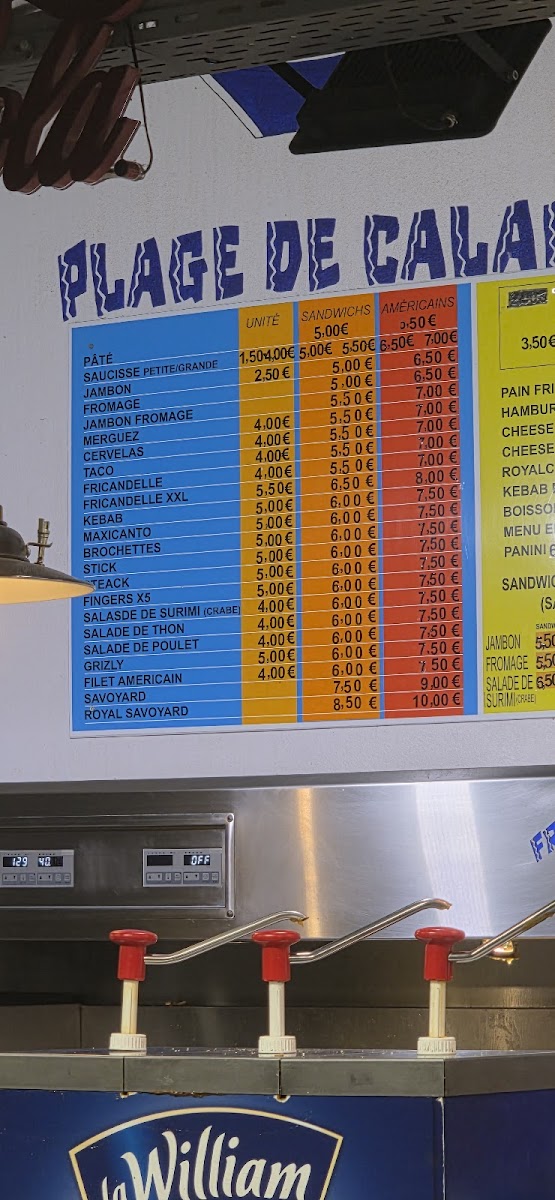 ola
PLAGE DE CALA
UNITÉ SANDWICHS AMÈRICAINS
PÂTÉ 5,00€ ,50€
SAUCISSE PETITE/GRANDE 1,50 4,00€ 5,00€ 5,50€ 6,50€ 7,00€
JAMBON 2,50€ 5,00 € 6,50 €
FROMAGE 5,00 € 6,50 €
JAMBON FROMAGE 5,50 € 7,00 €
MERGUEZ 4,00€ 5,50 € 7,00 €
CERVELAS 4,00€ 5,50 € 7,00 €
TACO 4,00€ 5,50 € 7,00 €
FRICANDELLE 4,00€ 5,50 € 7,00 €
FRICANDELLE XXL 5,50€ 6,50 € 8,00 €
KEBAB 5,00€ 6,00 € 7,50 €
MAXICANTO 5,00€ 6,00 € 7,50 €
BROCHETTES 5,00€ 6,00 € 7,50 €
STICK 5,00€ 6,00 € 7,50 €
STEACK 5,00€ 6,00 € 7,50 €
FINGERS X5 5,00€ 6,00 € 7,50 €
SALASDE DE SURIMI (CRABE) 4,00€ 6,00 € 7,50 €
SALADE DE THON 4,00€ 6,00 € 7,50 €
SALADE DE POULET 4,00€ 6,00 € 7,50 €
GRIZLY 5,00€ 6,00 € 7,50 €
FILET AMERICAIN 4,00€ 6,00 € 7,50 €
SAVOYARD 7,50 € 9,00 €
ROYAL SAVOYARD 8,50 € 10,00 €
3,50€
PAIN FRI
HAMBUR
CHEESE
CHEESE
ROYALC
KEBAB
BOISSO
MENU E
PANINI
SANDWIC
(SA
SANDW
JAMBON 5,50
FROMAGE 5,50
SALADE DE 6,50
SURIMI (CRABE)
FR
129 40
OFF
la William